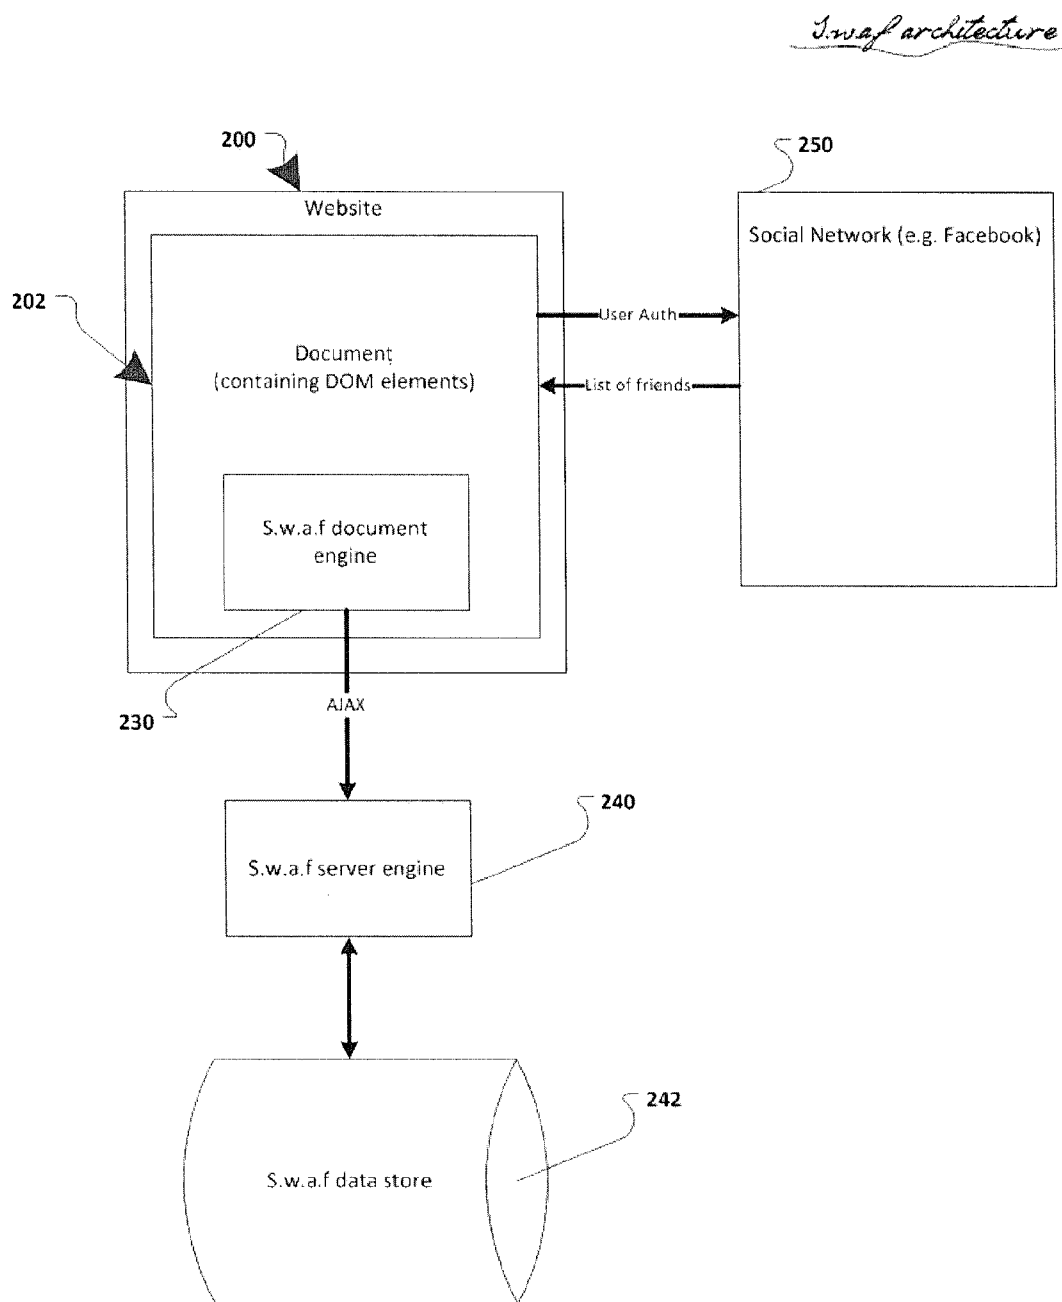 S.w.a.f architecture
200
250
Website
Social Network (e.g. Facebook)
202
User Auth
Document
(containing DOM elements)
List of friends
S.w.a.f document
engine
AJAX
230
240
S.w.a.f server engine
242
S.w.a.f data store